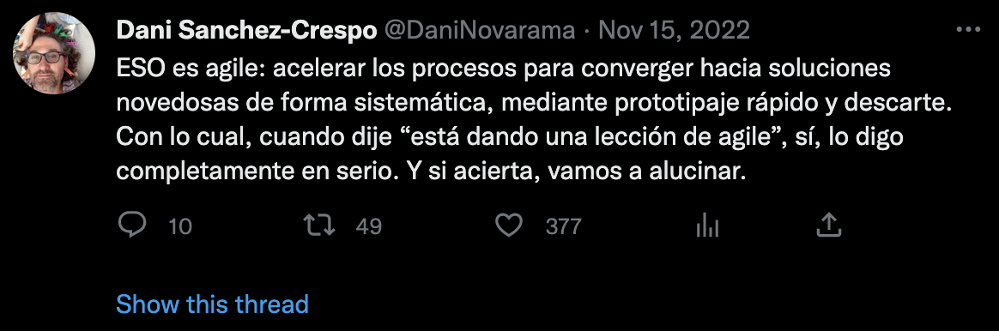 Dani Sanchez-Crespo @DaniNovarama · Nov 15, 2022
ESO es agile: acelerar los procesos para converger hacia soluciones
novedosas de forma sistemática, mediante prototipaje rápido y descarte.
Con lo cual, cuando dije “está dando una lección de agile”, sí, lo digo
completamente en serio. Y si acierta, vamos a alucinar.
10 49 377
Show this thread